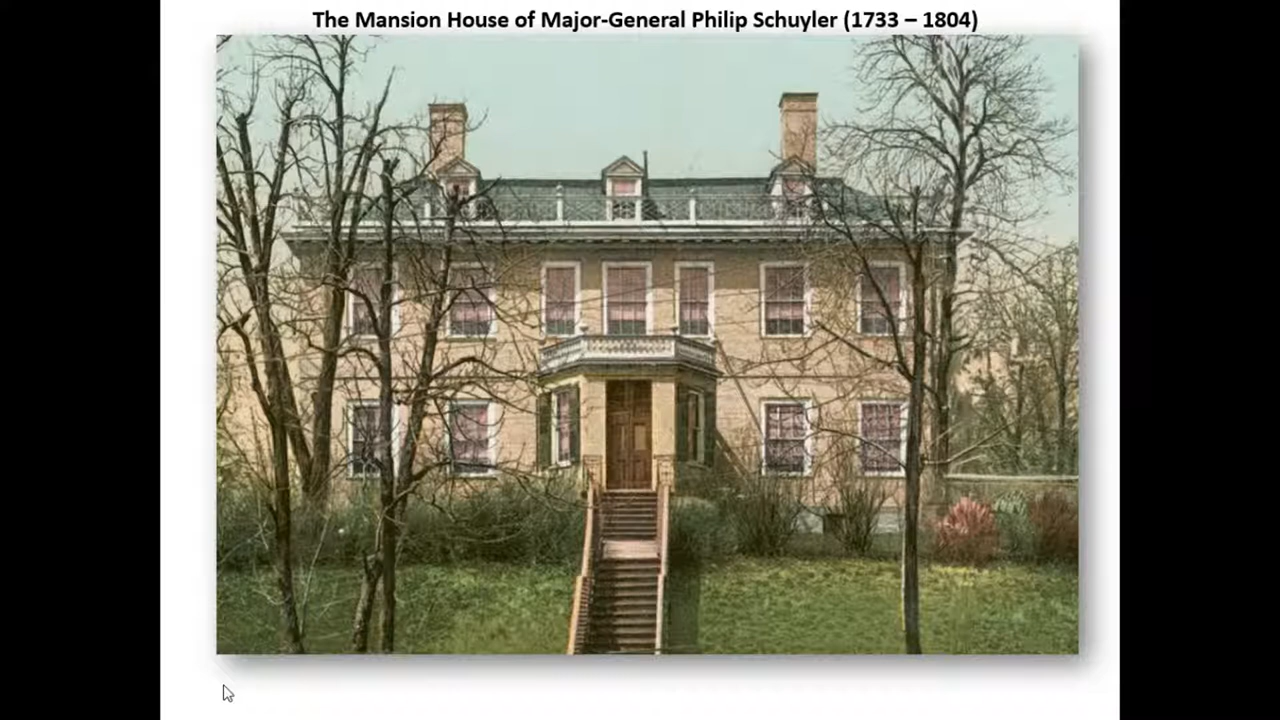 The Mansion House of Major-General Philip Schuyler (1733 – 1804)